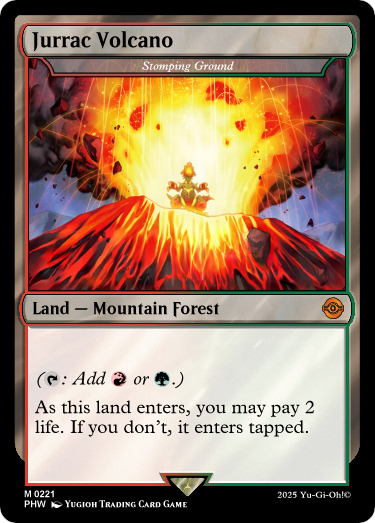 Jurrac Volcano
Stomping Ground
Land — Mountain Forest
(: Add or .)
As this land enters, you may pay 2
life. If you don't, it enters tapped.
M 0221
PHW Yugioh Trading Card Game
2025 Yu-Gi-Oh!©